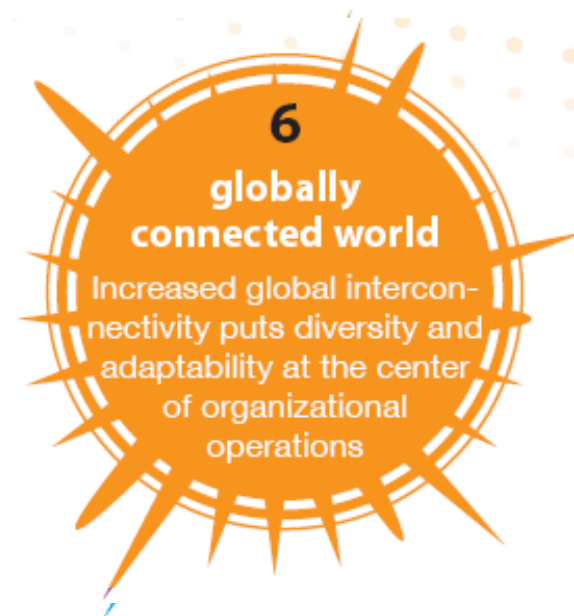 6
globally
connected world
Increased global intercon-
nectivity puts diversity and
adaptability at the center
of organizational
operations